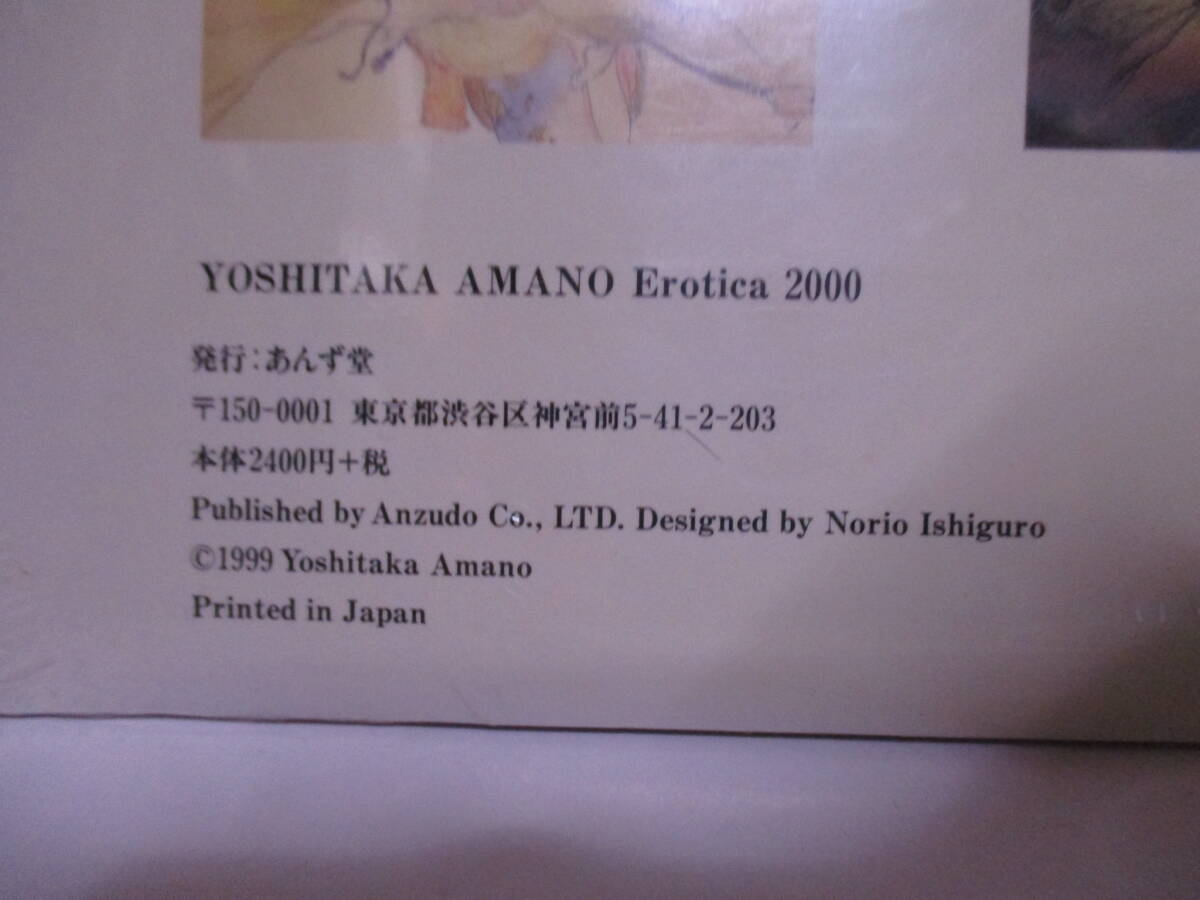 YOSHITAKA AMANO Erotica 2000
発行:あんず堂
〒150-0001 東京都渋谷区神宮前5-41-2-203
本体2400円+税
Published by Anzudo Co., LTD. Designed by Norio Ishiguro
©1999 Yoshitaka Amano
Printed in Japan